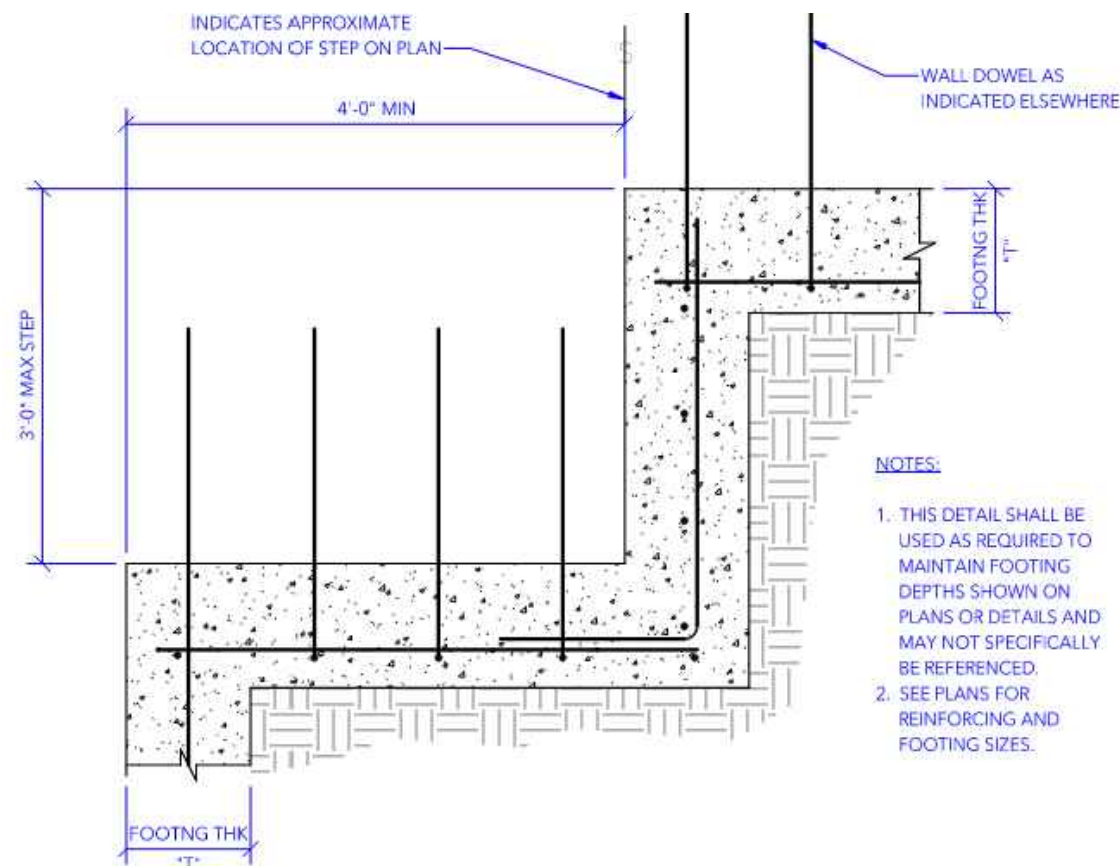 INDICATES APPROXIMATE
LOCATION OF STEP ON PLAN
S
WALL DOWEL AS
INDICATED ELSEWHERE
4'-0" MIN
3'-0" MAX STEP
FOOTNG THK
"T"
NOTES:
1. THIS DETAIL SHALL BE
USED AS REQUIRED TO
MAINTAIN FOOTING
DEPTHS SHOWN ON
PLANS OR DETAILS AND
MAY NOT SPECIFICALLY
BE REFERENCED.
2. SEE PLANS FOR
REINFORCING AND
FOOTING SIZES.
FOOTNG THK
"T"